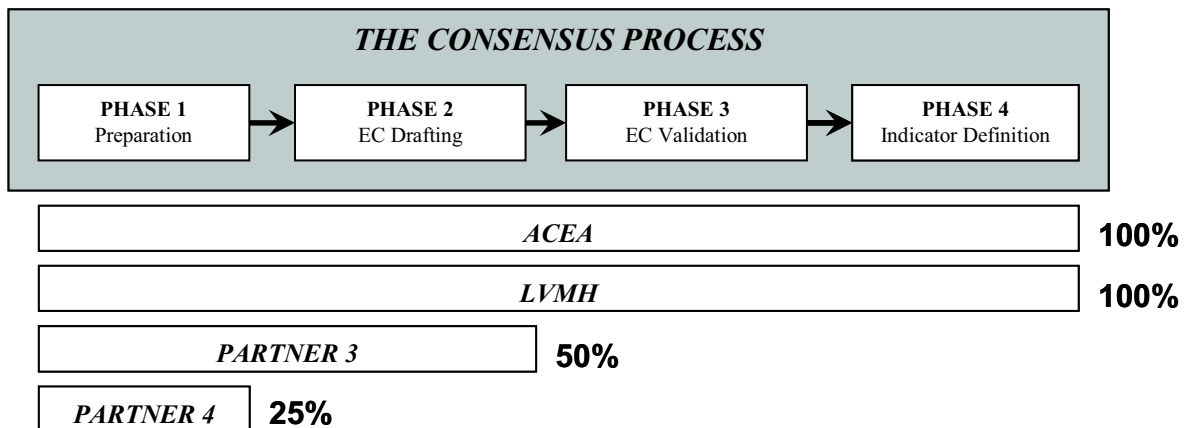 THE CONSENSUS PROCESS
PHASE 1
Preparation
PHASE 2
EC Drafting
PHASE 3
EC Validation
PHASE 4
Indicator Definition
ACEA
100%
LVMH
100%
PARTNER 3
50%
PARTNER 4
25%